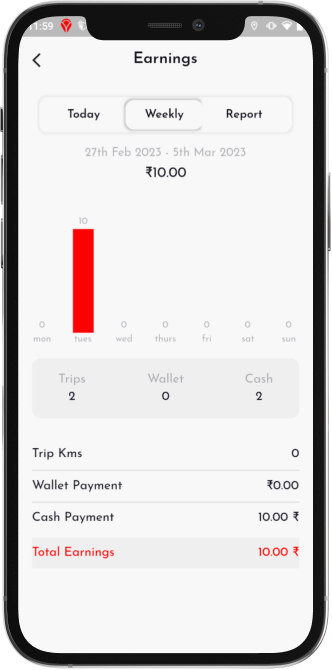 11:59
Earnings
Today Weekly Report
27th Feb 2023 - 5th Mar 2023
₹10.00
10
0 0 0 0 0 0
mon tues wed thurs fri sat sun
Trips Wallet Cash
2 0 2
Trip Kms 0
Wallet Payment ₹0.00
Cash Payment 10.00 ₹
Total Earnings 10.00 ₹